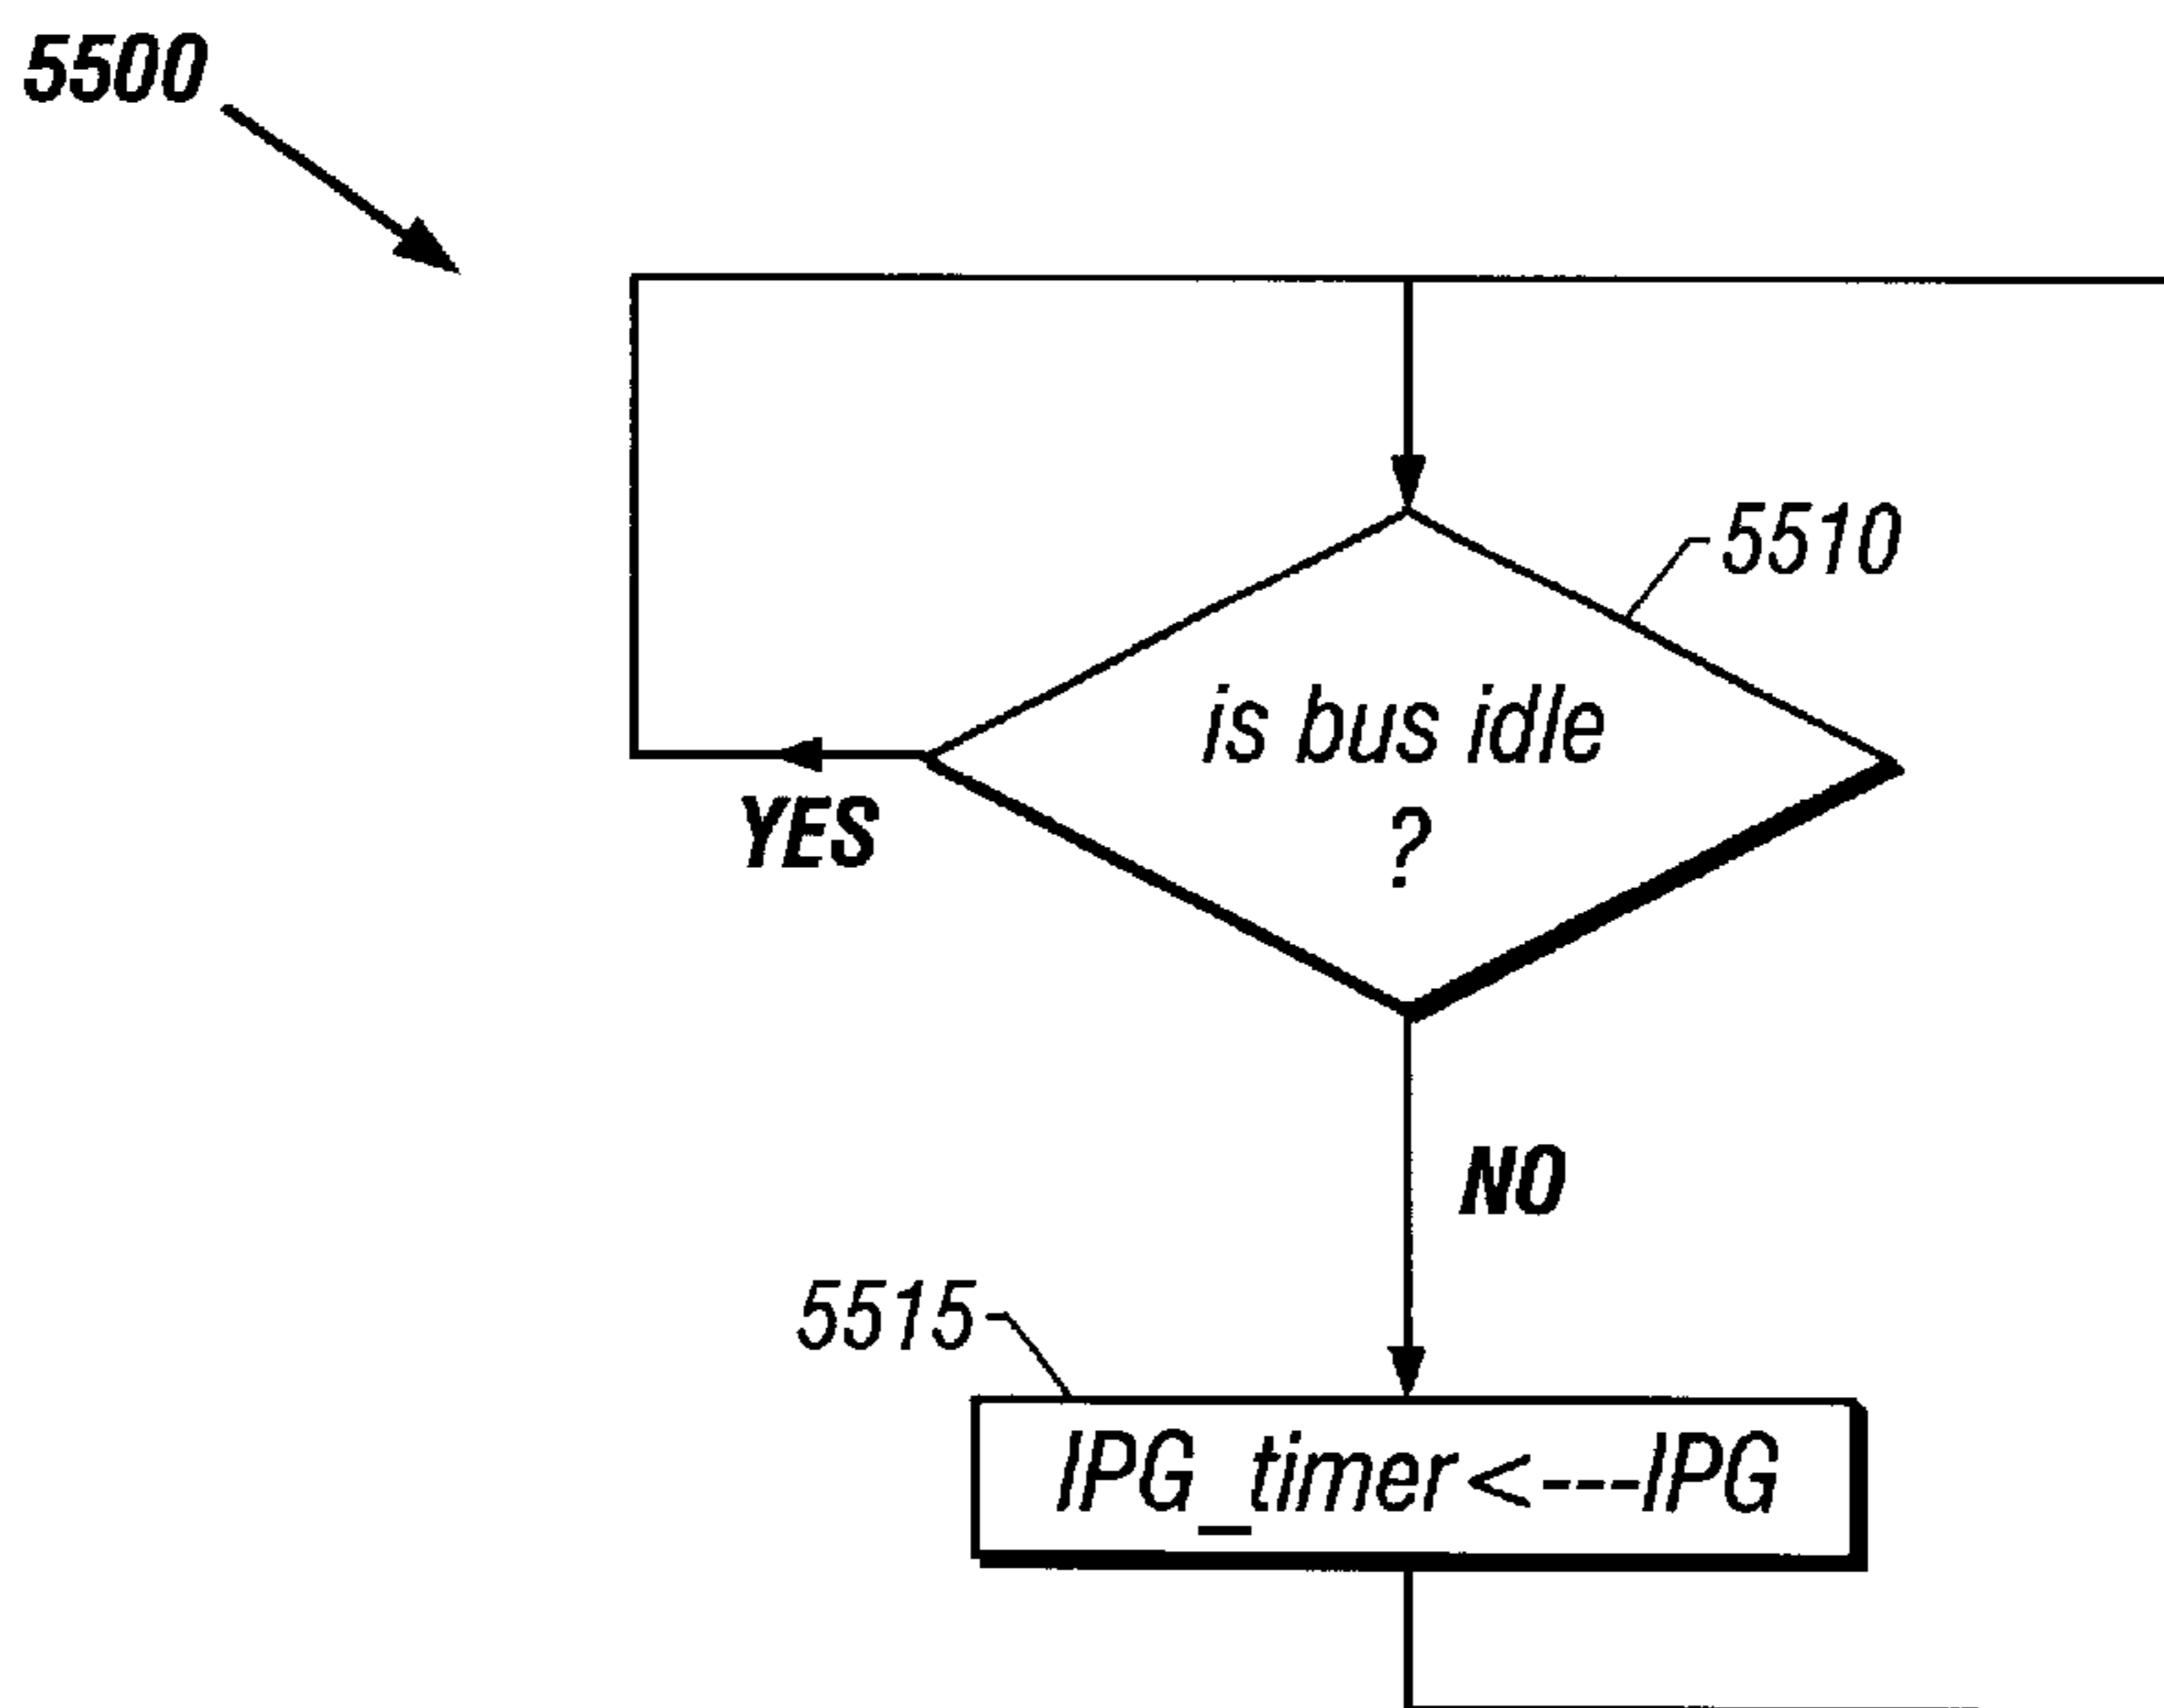 5500
5510
is bus idle
?
YES
NO
5515
IPG_timer<---IPG